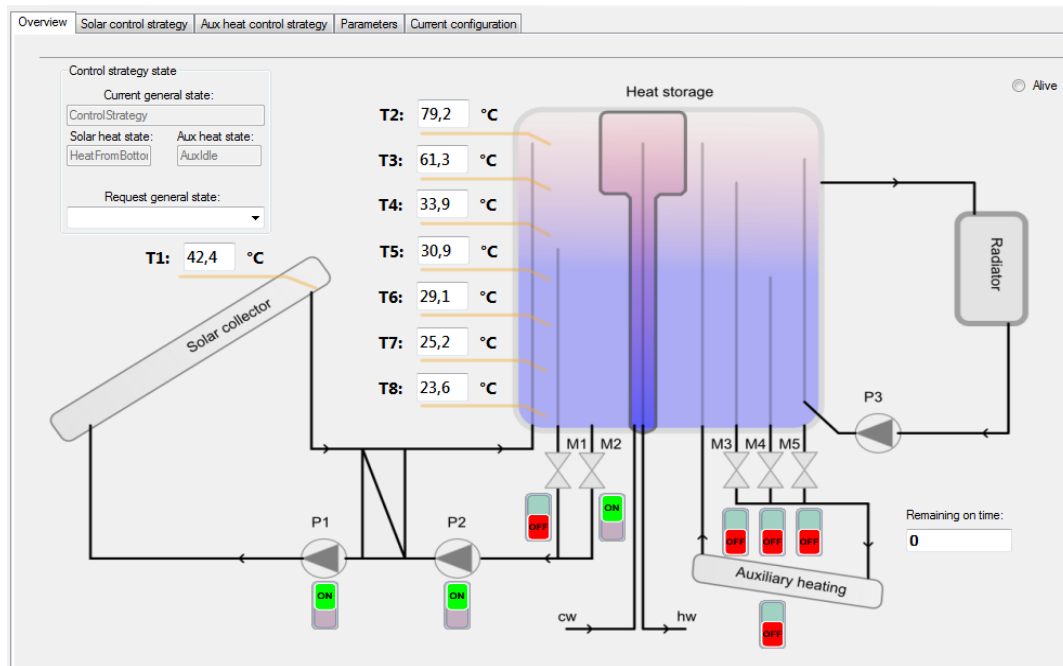 Overview Solar control strategy Aux heat control strategy Parameters Current configuration
Control strategy state
Current general state:
ControlStrategy
Solar heat state: Aux heat state:
HeatFromBottor AuxIdle
Request general state:
Alive
Heat storage
T2: 79,2 °C
T3: 61,3 °C
T4: 33,9 °C
T1: 42,4 °C
T5: 30,9 °C
T6: 29,1 °C
T7: 25,2 °C
T8: 23,6 °C
Solar collector
Radiator
P3
M1 M2
M3 M4 M5
OFF ON
P1 P2
ON ON
OFF OFF OFF
Remaining on time:
0
Auxiliary heating
OFF
cw hw